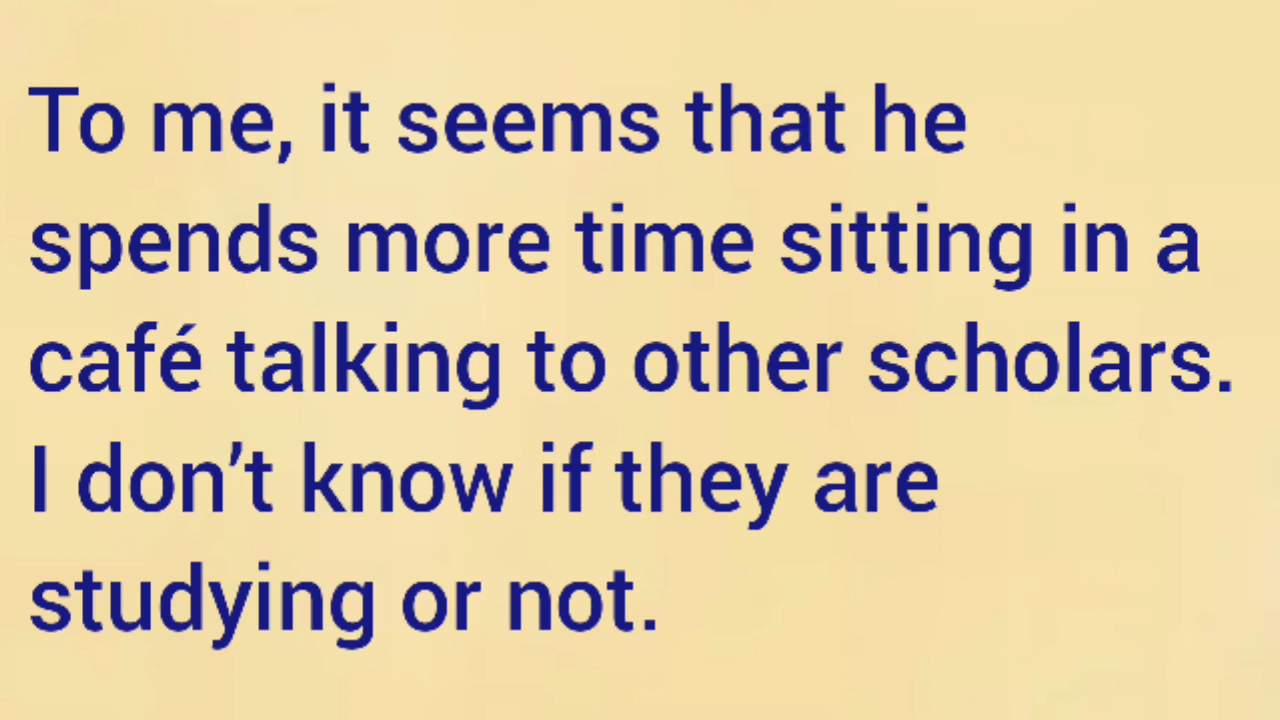 To me, it seems that he
spends more time sitting in a
café talking to other scholars.
I don’t know if they are
studying or not.